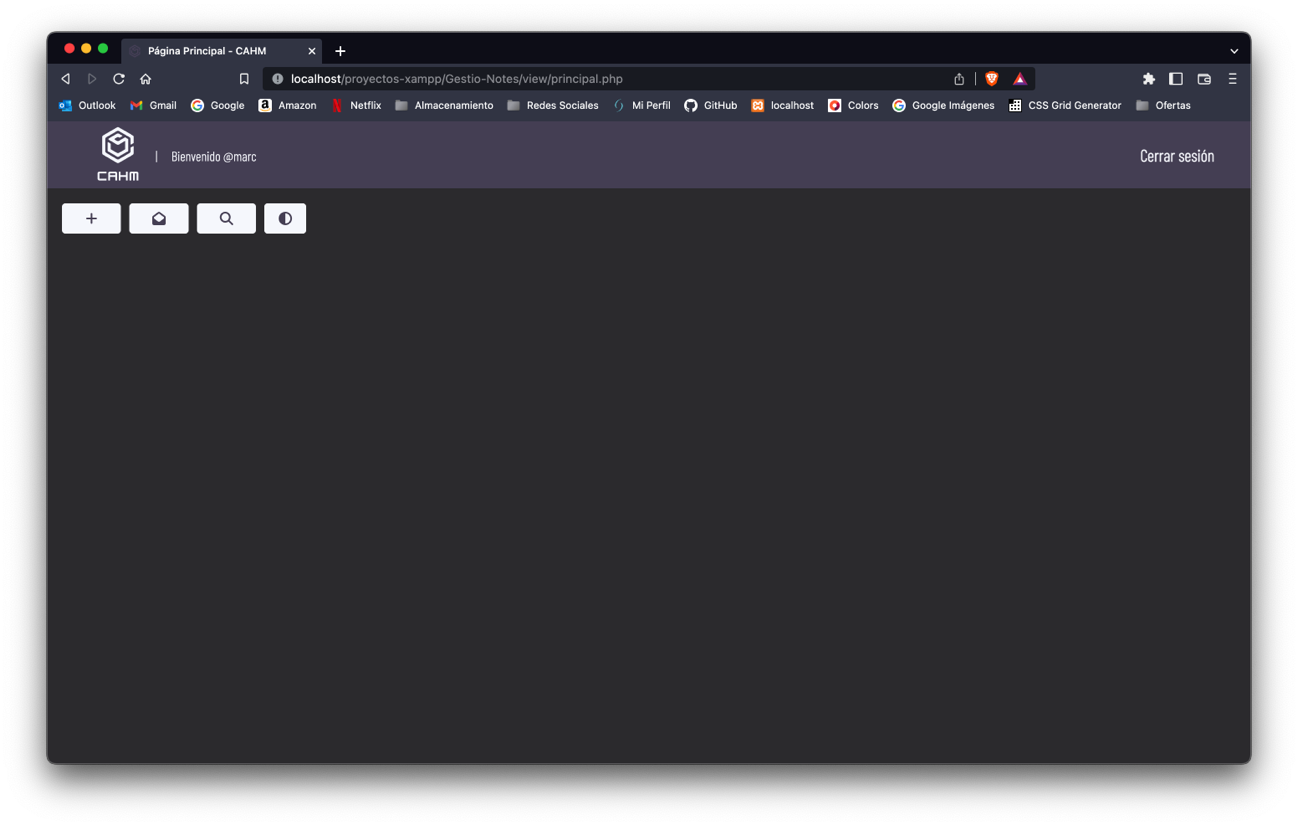 Página Principal - CAHM
localhost/proyectos-xampp/Gestio-Notes/view/principal.php
Outlook Gmail Google Amazon Netflix Almacenamiento Redes Sociales Mi Perfil GitHub localhost Colors Google Imágenes CSS Grid Generator Ofertas
CAHM | Bienvenido @marc Cerrar sesión